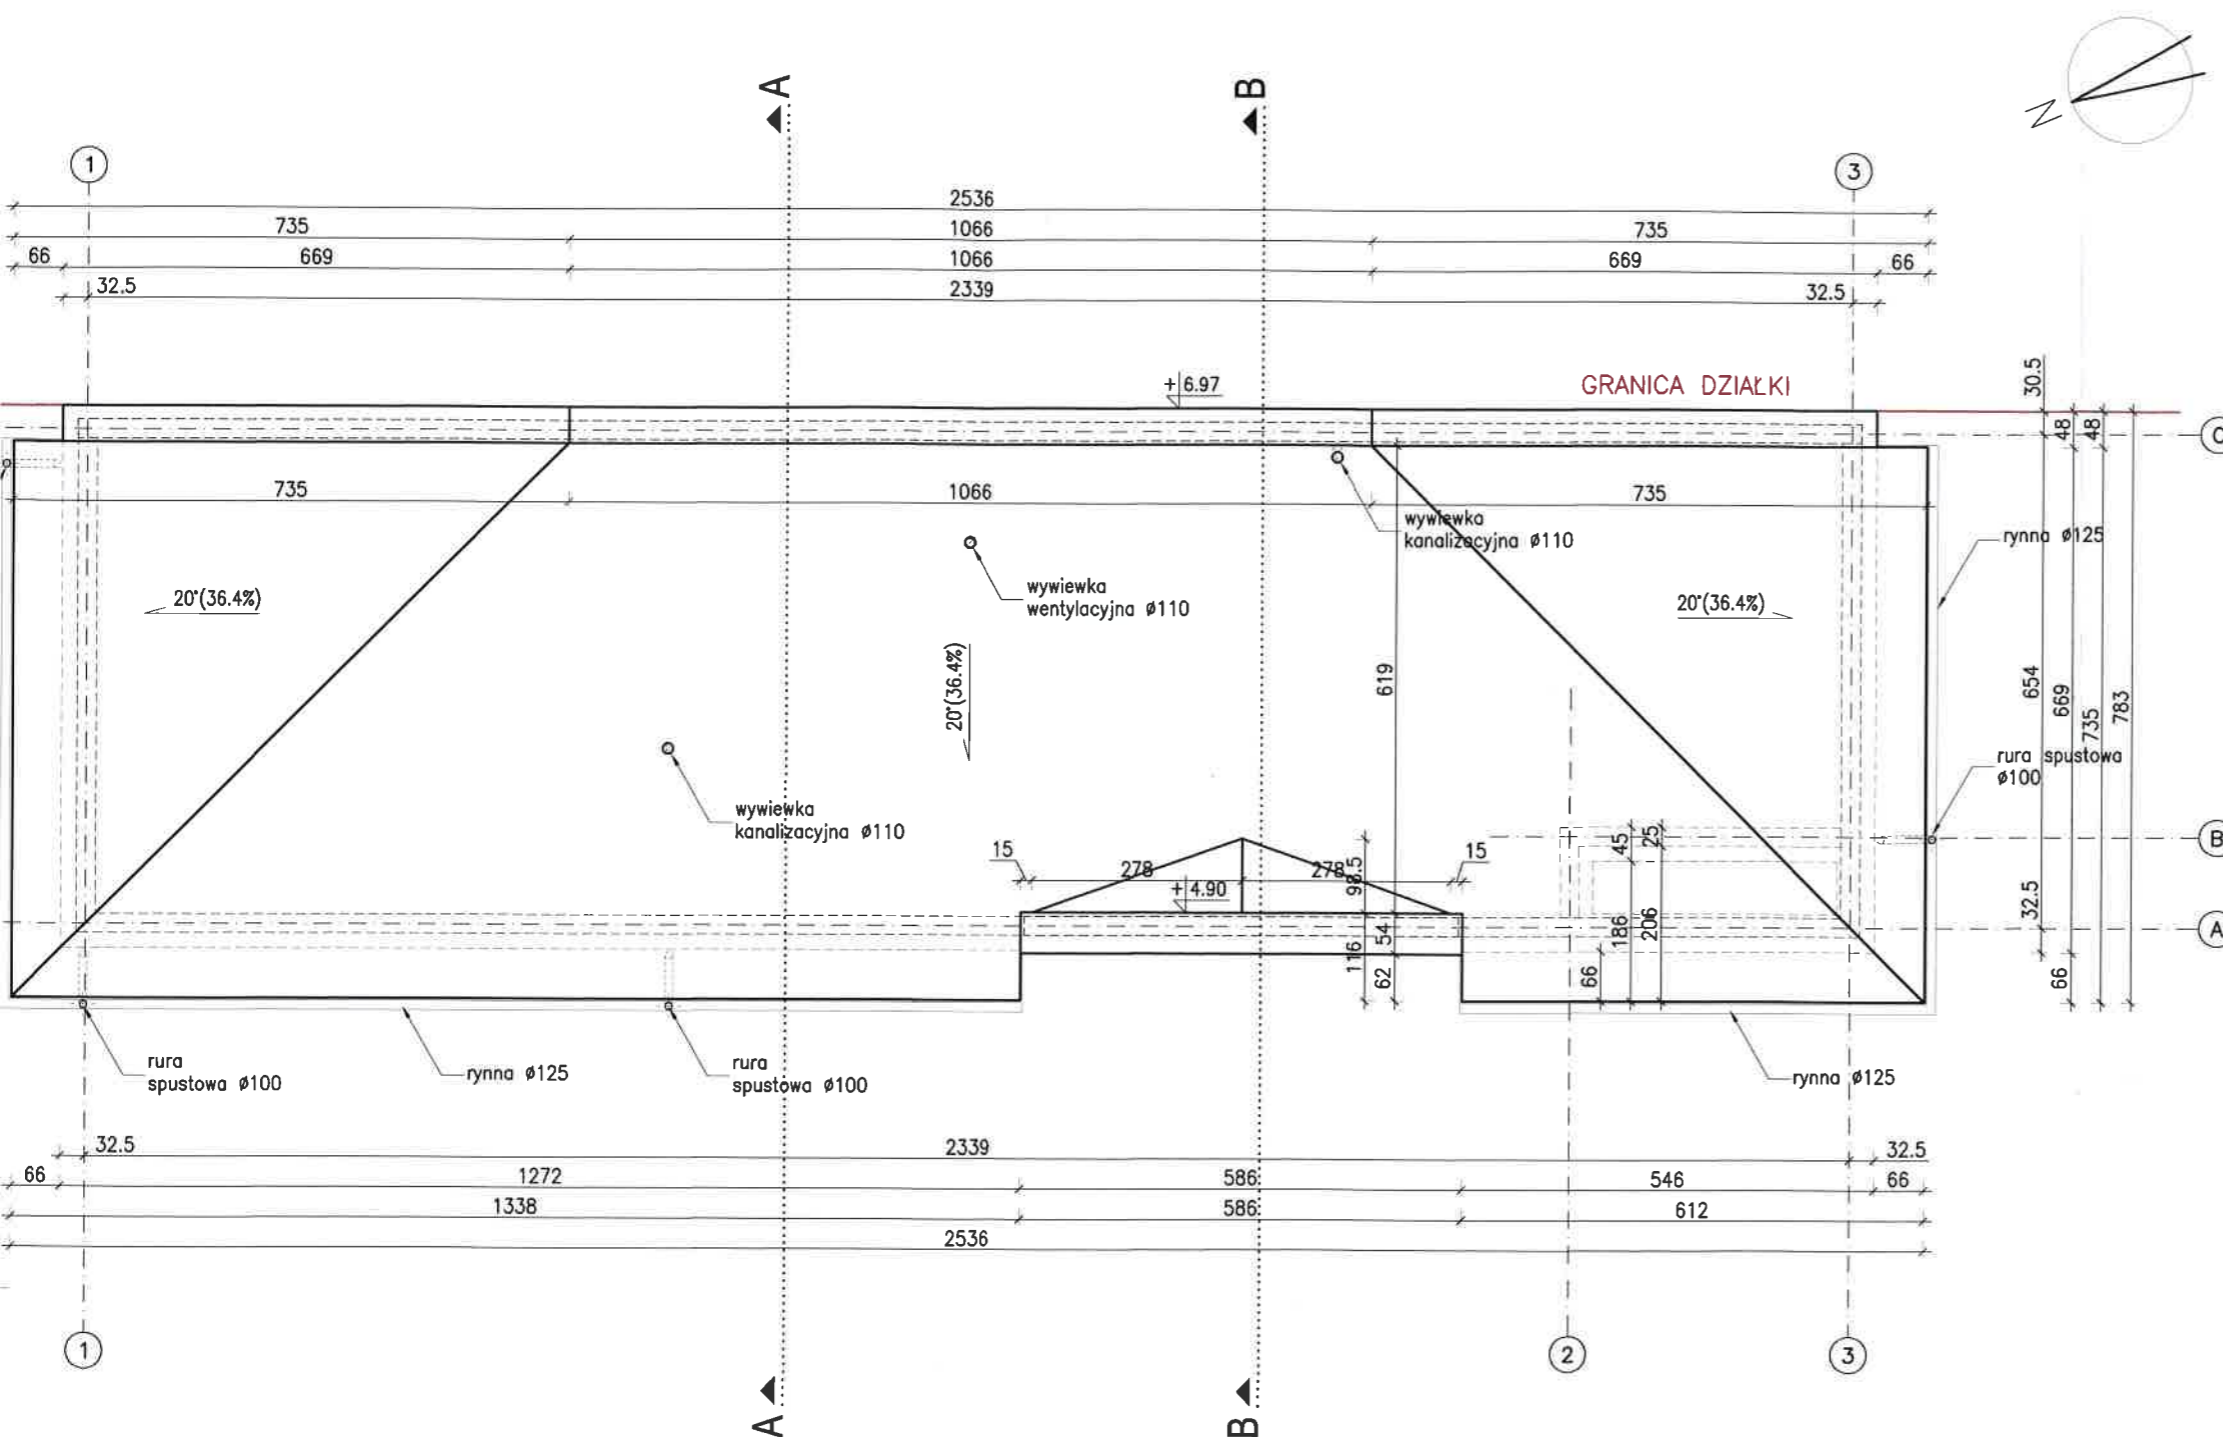 A
B
N
1
3
2536
735
1066
735
66
669
1066
669
66
32.5
2339
32.5
+6.97
GRANICA DZIAŁKI
30.5
48
48
C
735
1066
735
wywiewka
kanalizacyjna ø110
rynna ø125
wywiewka
wentylacyjna ø110
20°(36.4%)
20°(36.4%)
20°(36.4%)
619
654
669
735
783
rura spustowa
ø100
wywiewka
kanalizacyjna ø110
15
278
278
15
98.5
+4.90
45
25
B
186
206
32.5
A
116
54
62
66
66
rura
spustowa ø100
rynna ø125
rura
spustowa ø100
rynna ø125
32.5
2339
32.5
66
1272
586
546
66
1338
586
612
2536
1
2
3
A
B